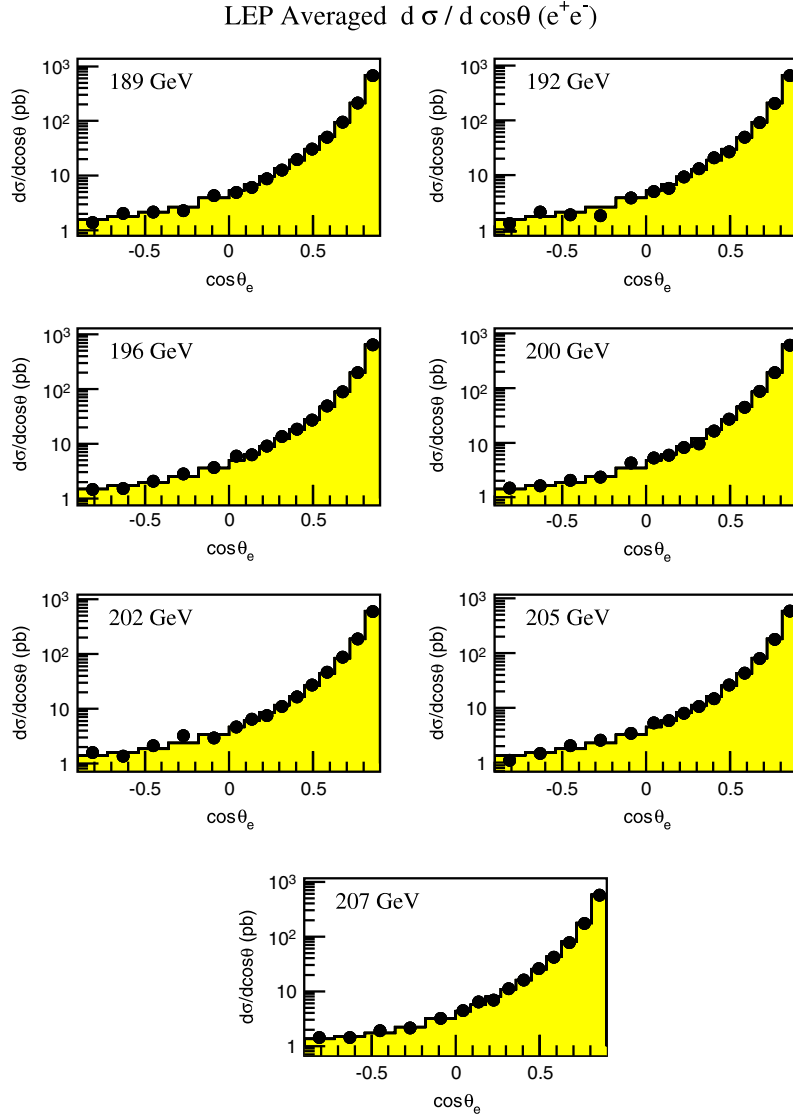 LEP Averaged d σ / d cosθ (e⁺e⁻)
189 GeV
dσ/dcosθ (pb)
10³
10²
10
1
-0.5 0 0.5
cosθₑ
192 GeV
dσ/dcosθ (pb)
10³
10²
10
1
-0.5 0 0.5
cosθₑ
196 GeV
dσ/dcosθ (pb)
10³
10²
10
1
-0.5 0 0.5
cosθₑ
200 GeV
dσ/dcosθ (pb)
10³
10²
10
1
-0.5 0 0.5
cosθₑ
202 GeV
dσ/dcosθ (pb)
10³
10²
10
1
-0.5 0 0.5
cosθₑ
205 GeV
dσ/dcosθ (pb)
10³
10²
10
1
-0.5 0 0.5
cosθₑ
207 GeV
dσ/dcosθ (pb)
10³
10²
10
1
-0.5 0 0.5
cosθₑ